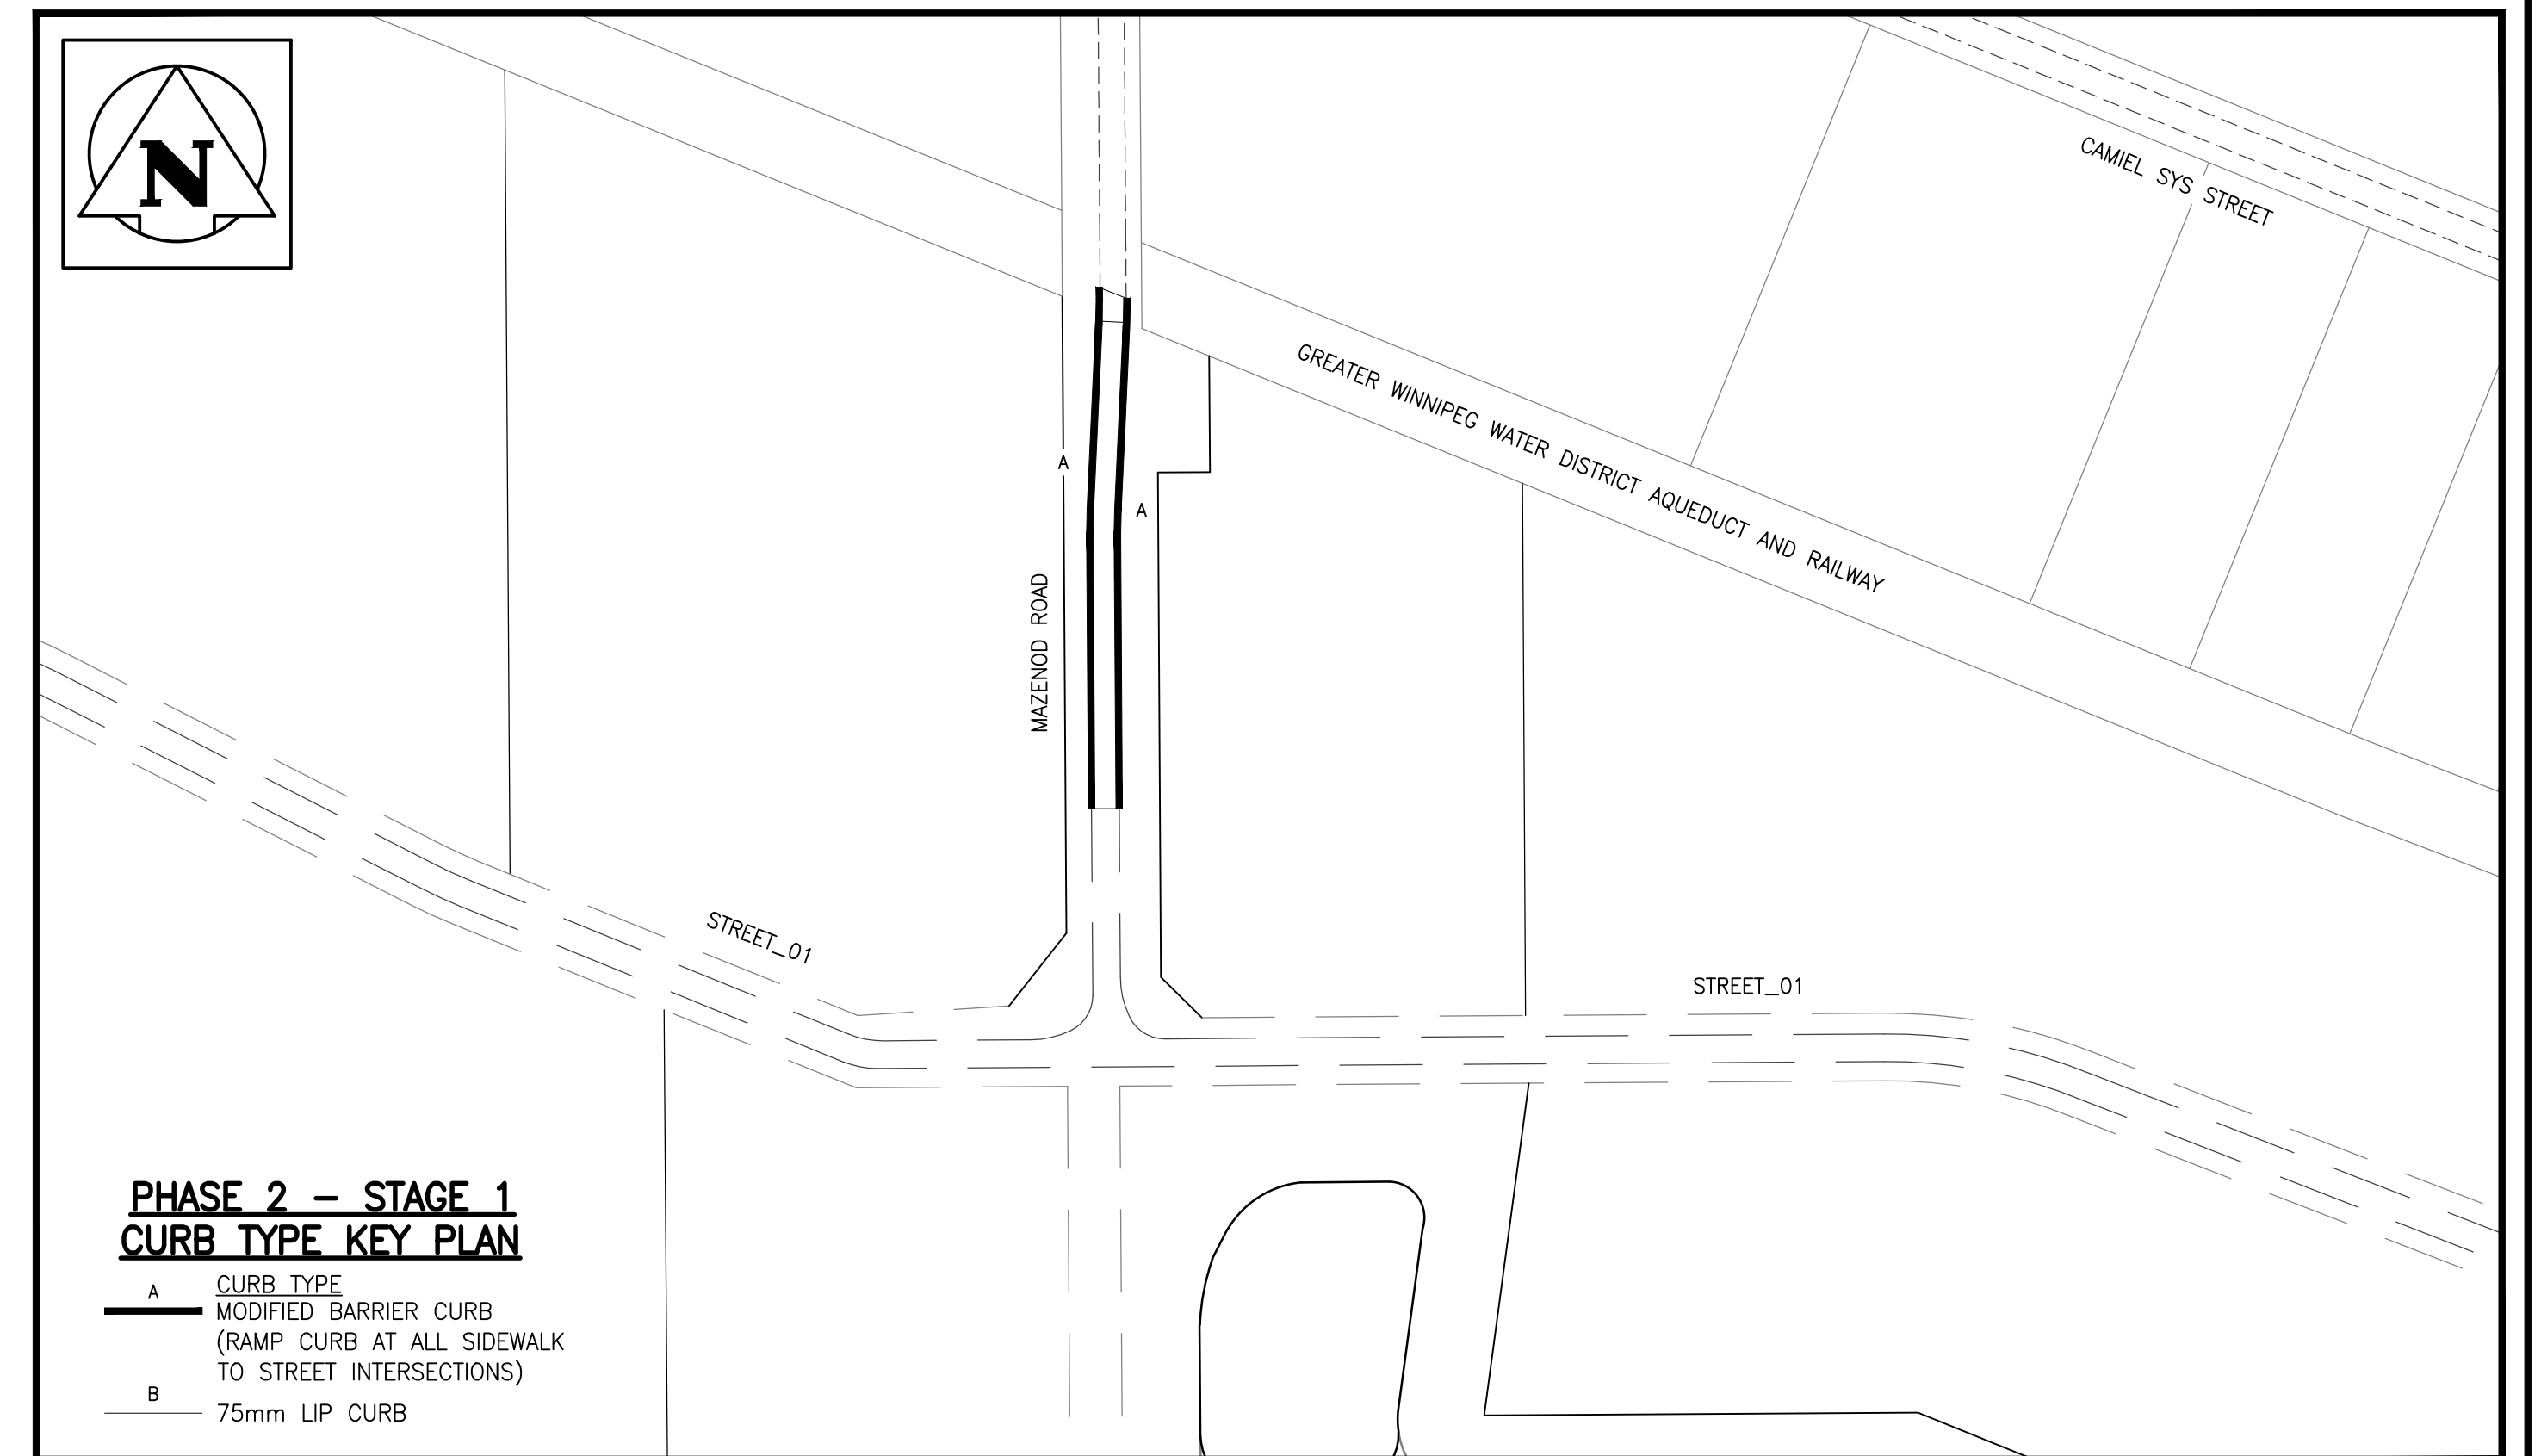 N
CAMIEL SYS STREET
GREATER WINNIPEG WATER DISTRICT AQUEDUCT AND RAILWAY
A
A
MAZENOD ROAD
STREET_01
STREET_01
PHASE 2 – STAGE 1
CURB TYPE KEY PLAN
CURB TYPE
A
MODIFIED BARRIER CURB
(RAMP CURB AT ALL SIDEWALK
TO STREET INTERSECTIONS)
B
75mm LIP CURB